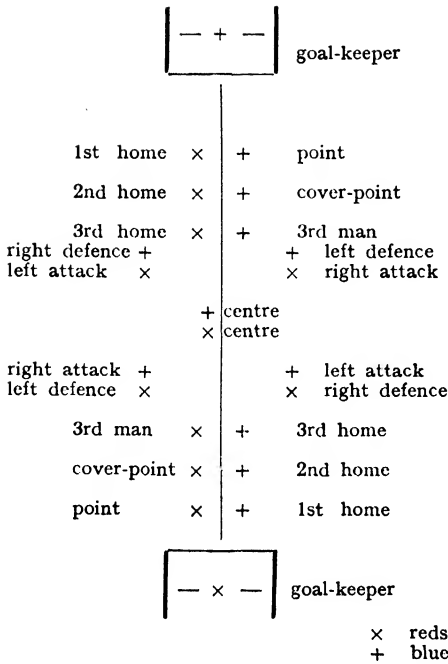 — + —
goal-keeper
1st home × + point
2nd home × + cover-point
3rd home × + 3rd man
right defence + + left defence
left attack × × right attack
+ centre
× centre
right attack + + left attack
left defence × × right defence
3rd man × + 3rd home
cover-point × + 2nd home
point × + 1st home
— × — goal-keeper
× reds
+ blue